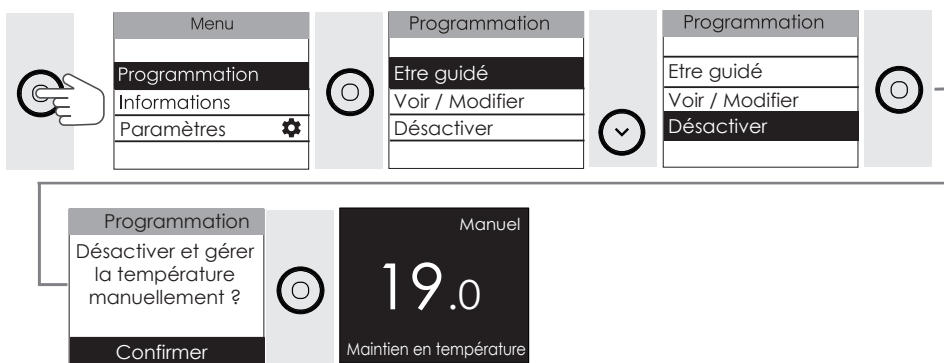 Menu
Programmation
Informations
Paramètres
Programmation
Etre guidé
Voir / Modifier
Désactiver
Programmation
Etre guidé
Voir / Modifier
Désactiver
Programmation
Désactiver et gérer
la température
manuellement ?
Confirmer
Manuel
19.0
Maintien en température